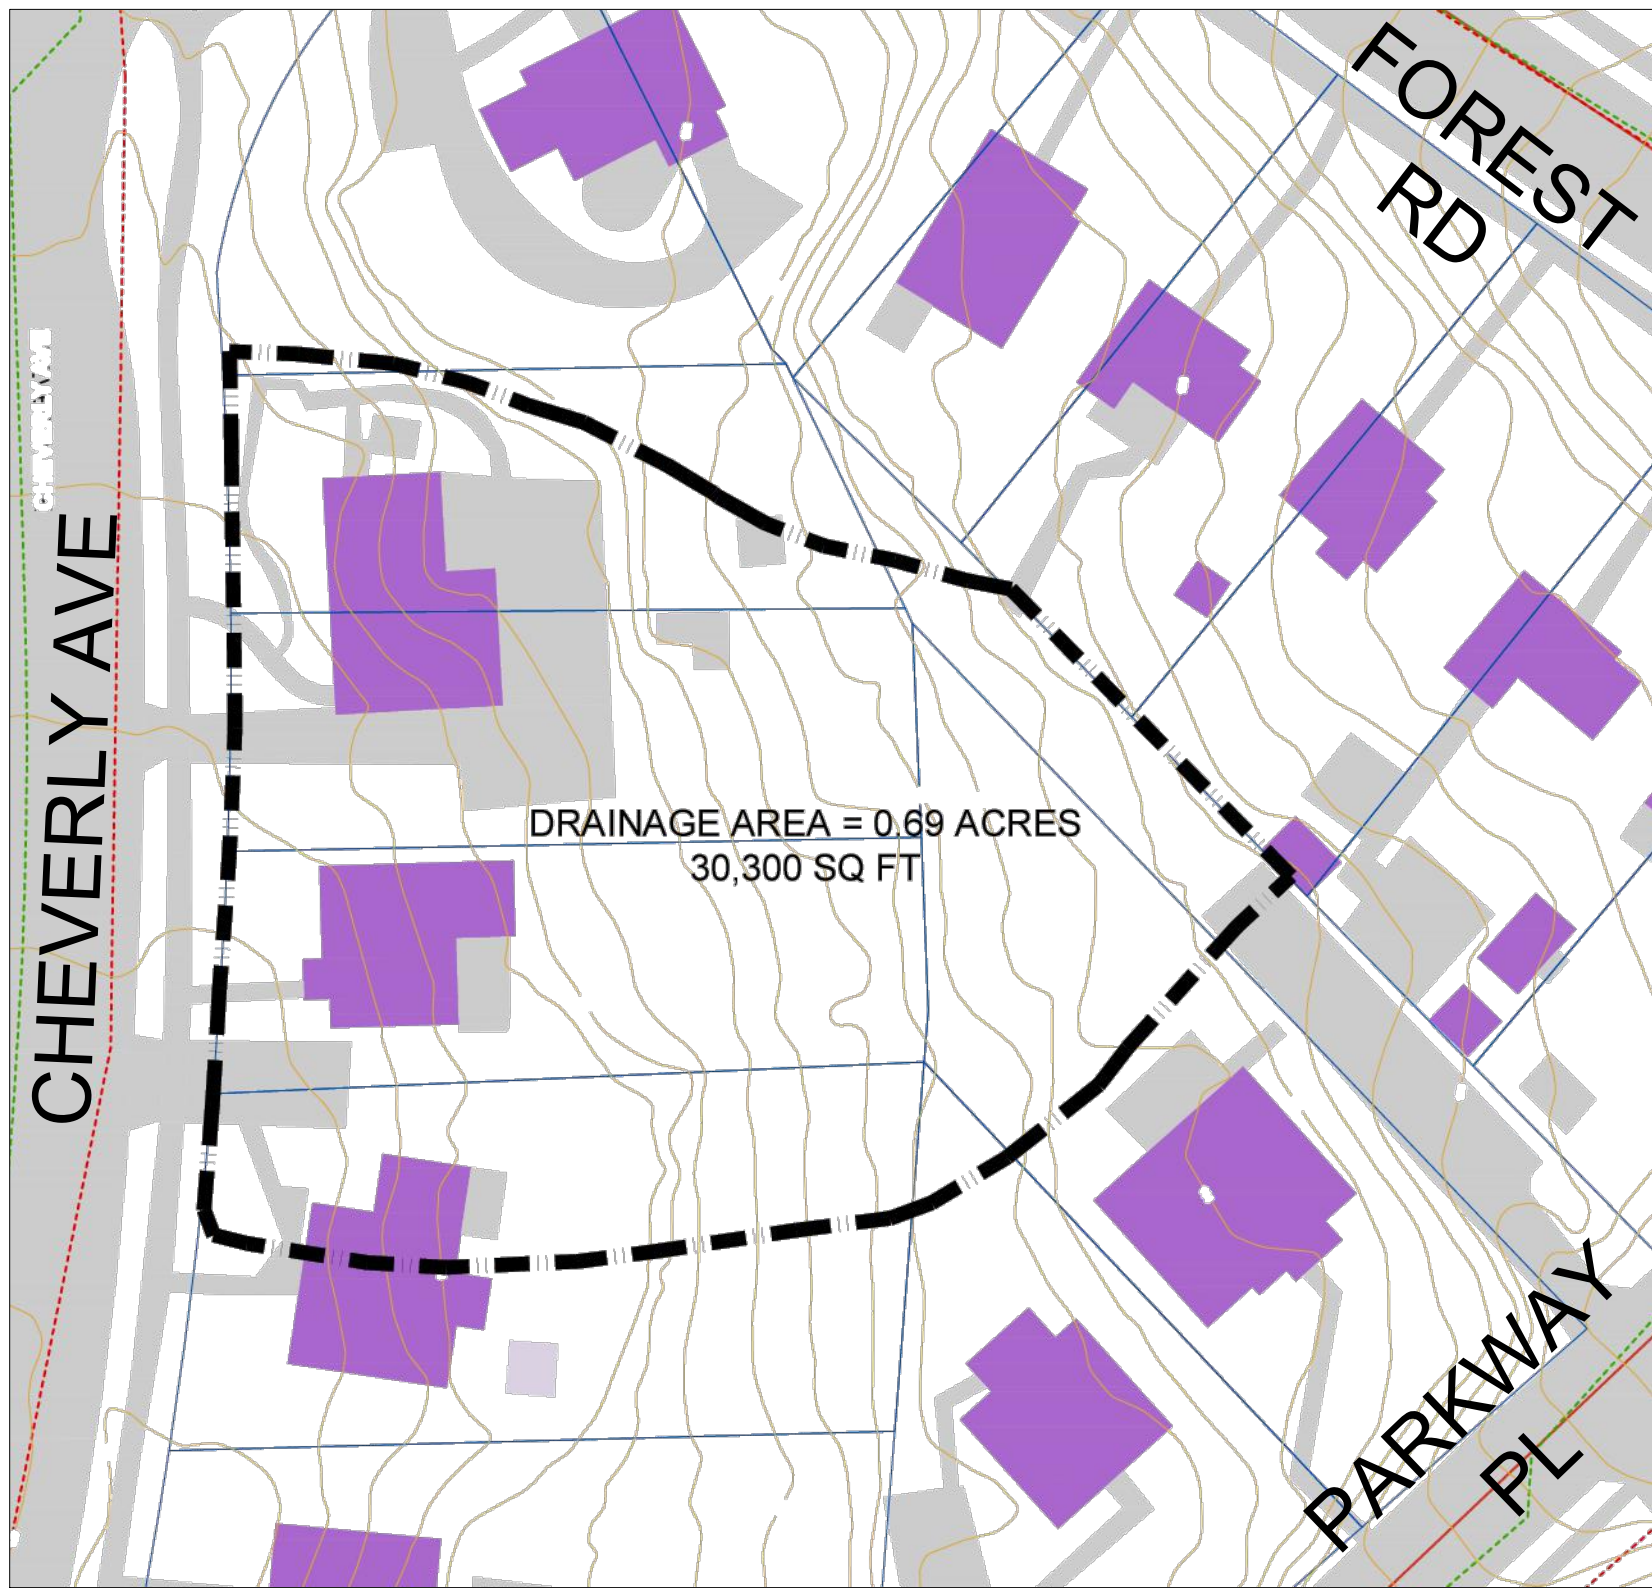 FOREST
RD
CHEVERLY AVE
DRAINAGE AREA = 0.69 ACRES
30,300 SQ FT
PARKWAY
PL